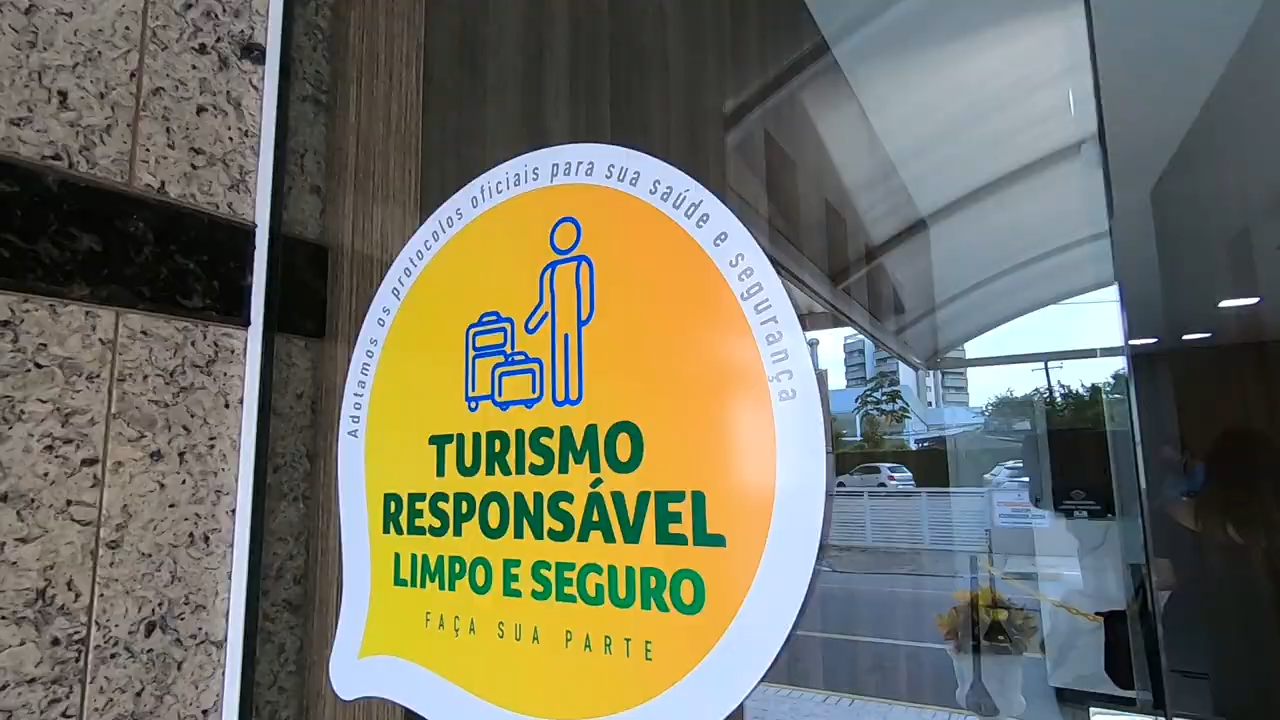 Adotamos os protocolos oficiais para sua saúde e segurança
TURISMO
RESPONSÁVEL
LIMPO E SEGURO
FAÇA SUA PARTE